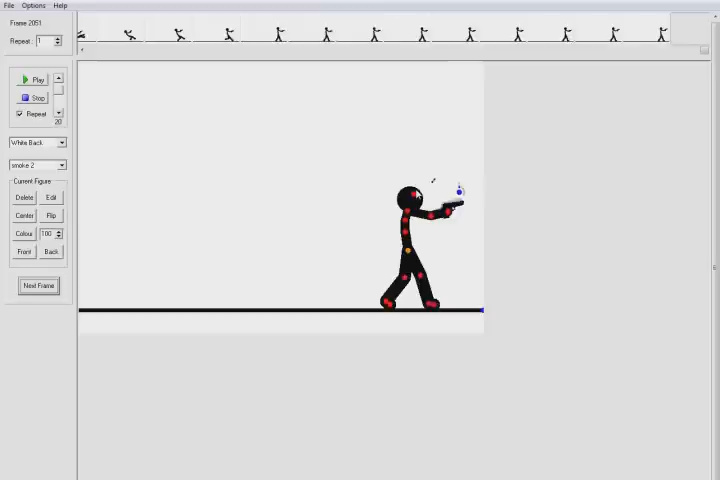 File Options Help
Frame 2051
Repeat: 1
Play
Stop
Repeat
20
White Back
smoke 2
Current Figure
Delete Edit
Center Flip
Colour 100
Front Back
Next Frame